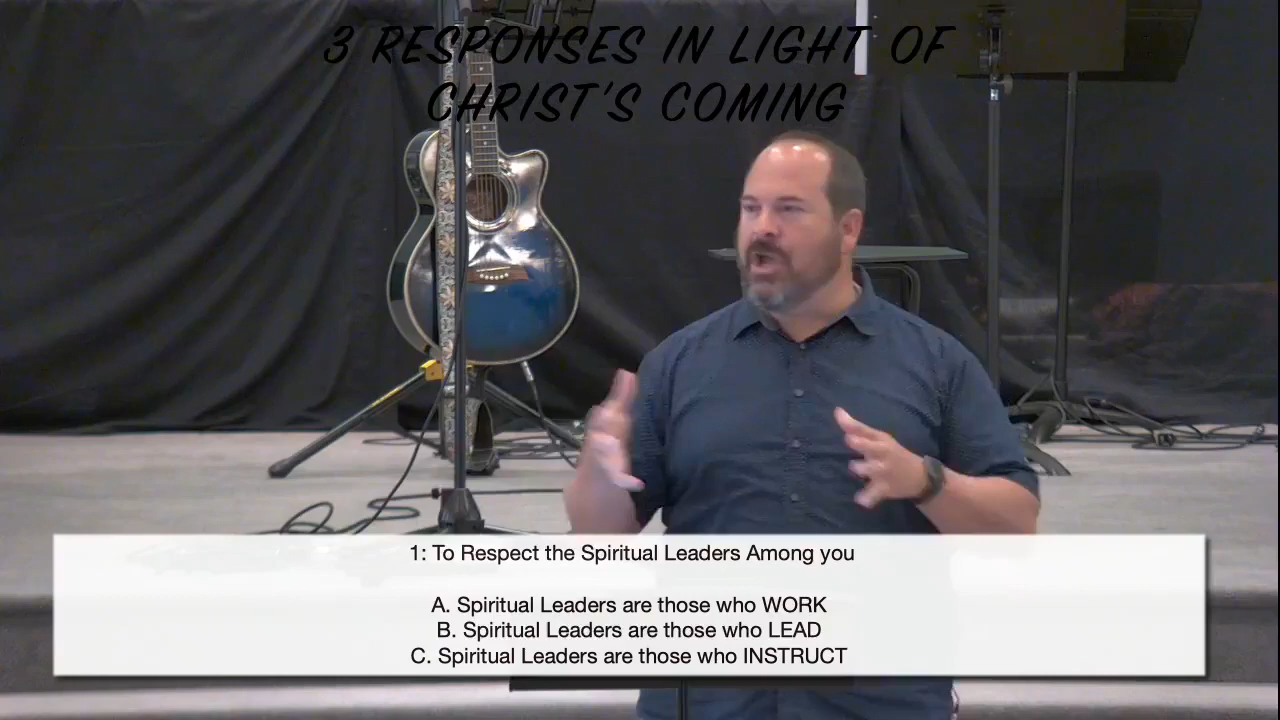 3 RESPONSES IN LIGHT OF
CHRIST'S COMING
1: To Respect the Spiritual Leaders Among you
A. Spiritual Leaders are those who WORK
B. Spiritual Leaders are those who LEAD
C. Spiritual Leaders are those who INSTRUCT